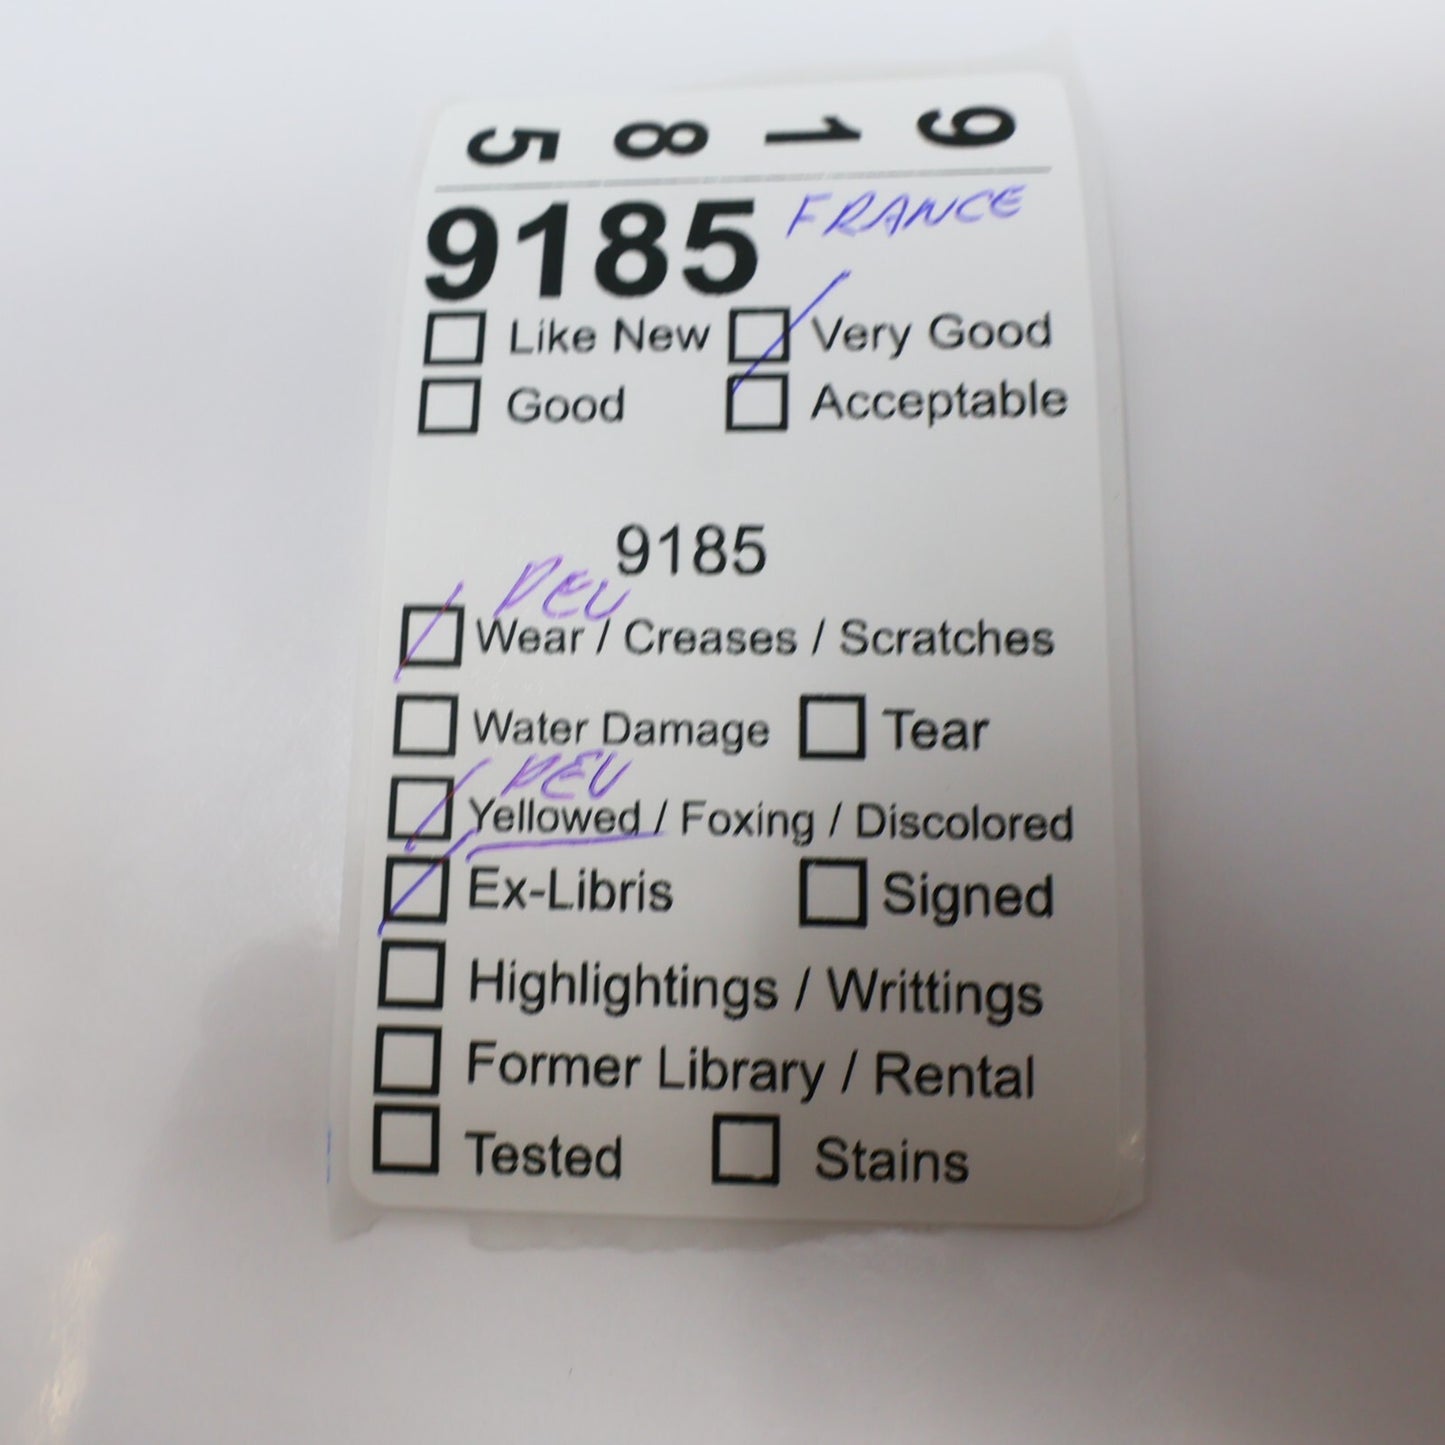 9 1 8 5
9185 FRANCE
Like New Very Good
Good Acceptable
9185
PEU
Wear / Creases / Scratches
Water Damage Tear
PEU
Yellowed / Foxing / Discolored
Ex-Libris Signed
Highlightings / Writtings
Former Library / Rental
Tested Stains